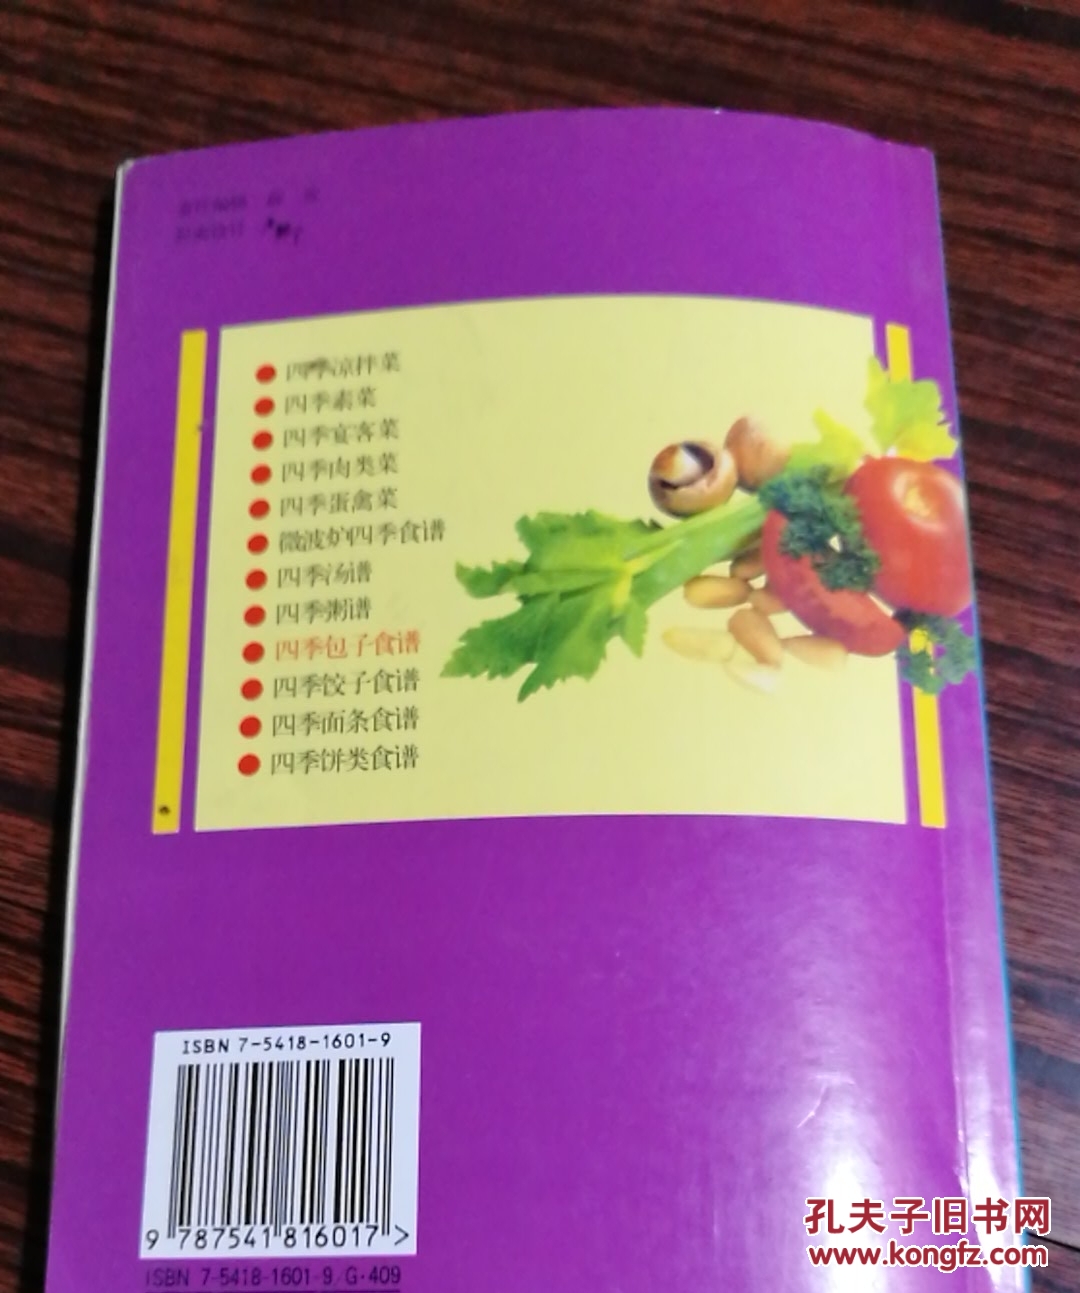 四季凉拌菜
四季素菜
四季宴客菜
四季肉类菜
四季蛋禽菜
微波炉四季食谱
四季汤谱
四季粥谱
四季包子食谱
四季饺子食谱
四季面条食谱
四季饼类食谱
ISBN 7-5418-1601-9
9 787541 816017 >
ISBN 7-5418-1601-9/G·409
孔夫子旧书网
www.kongfz.com